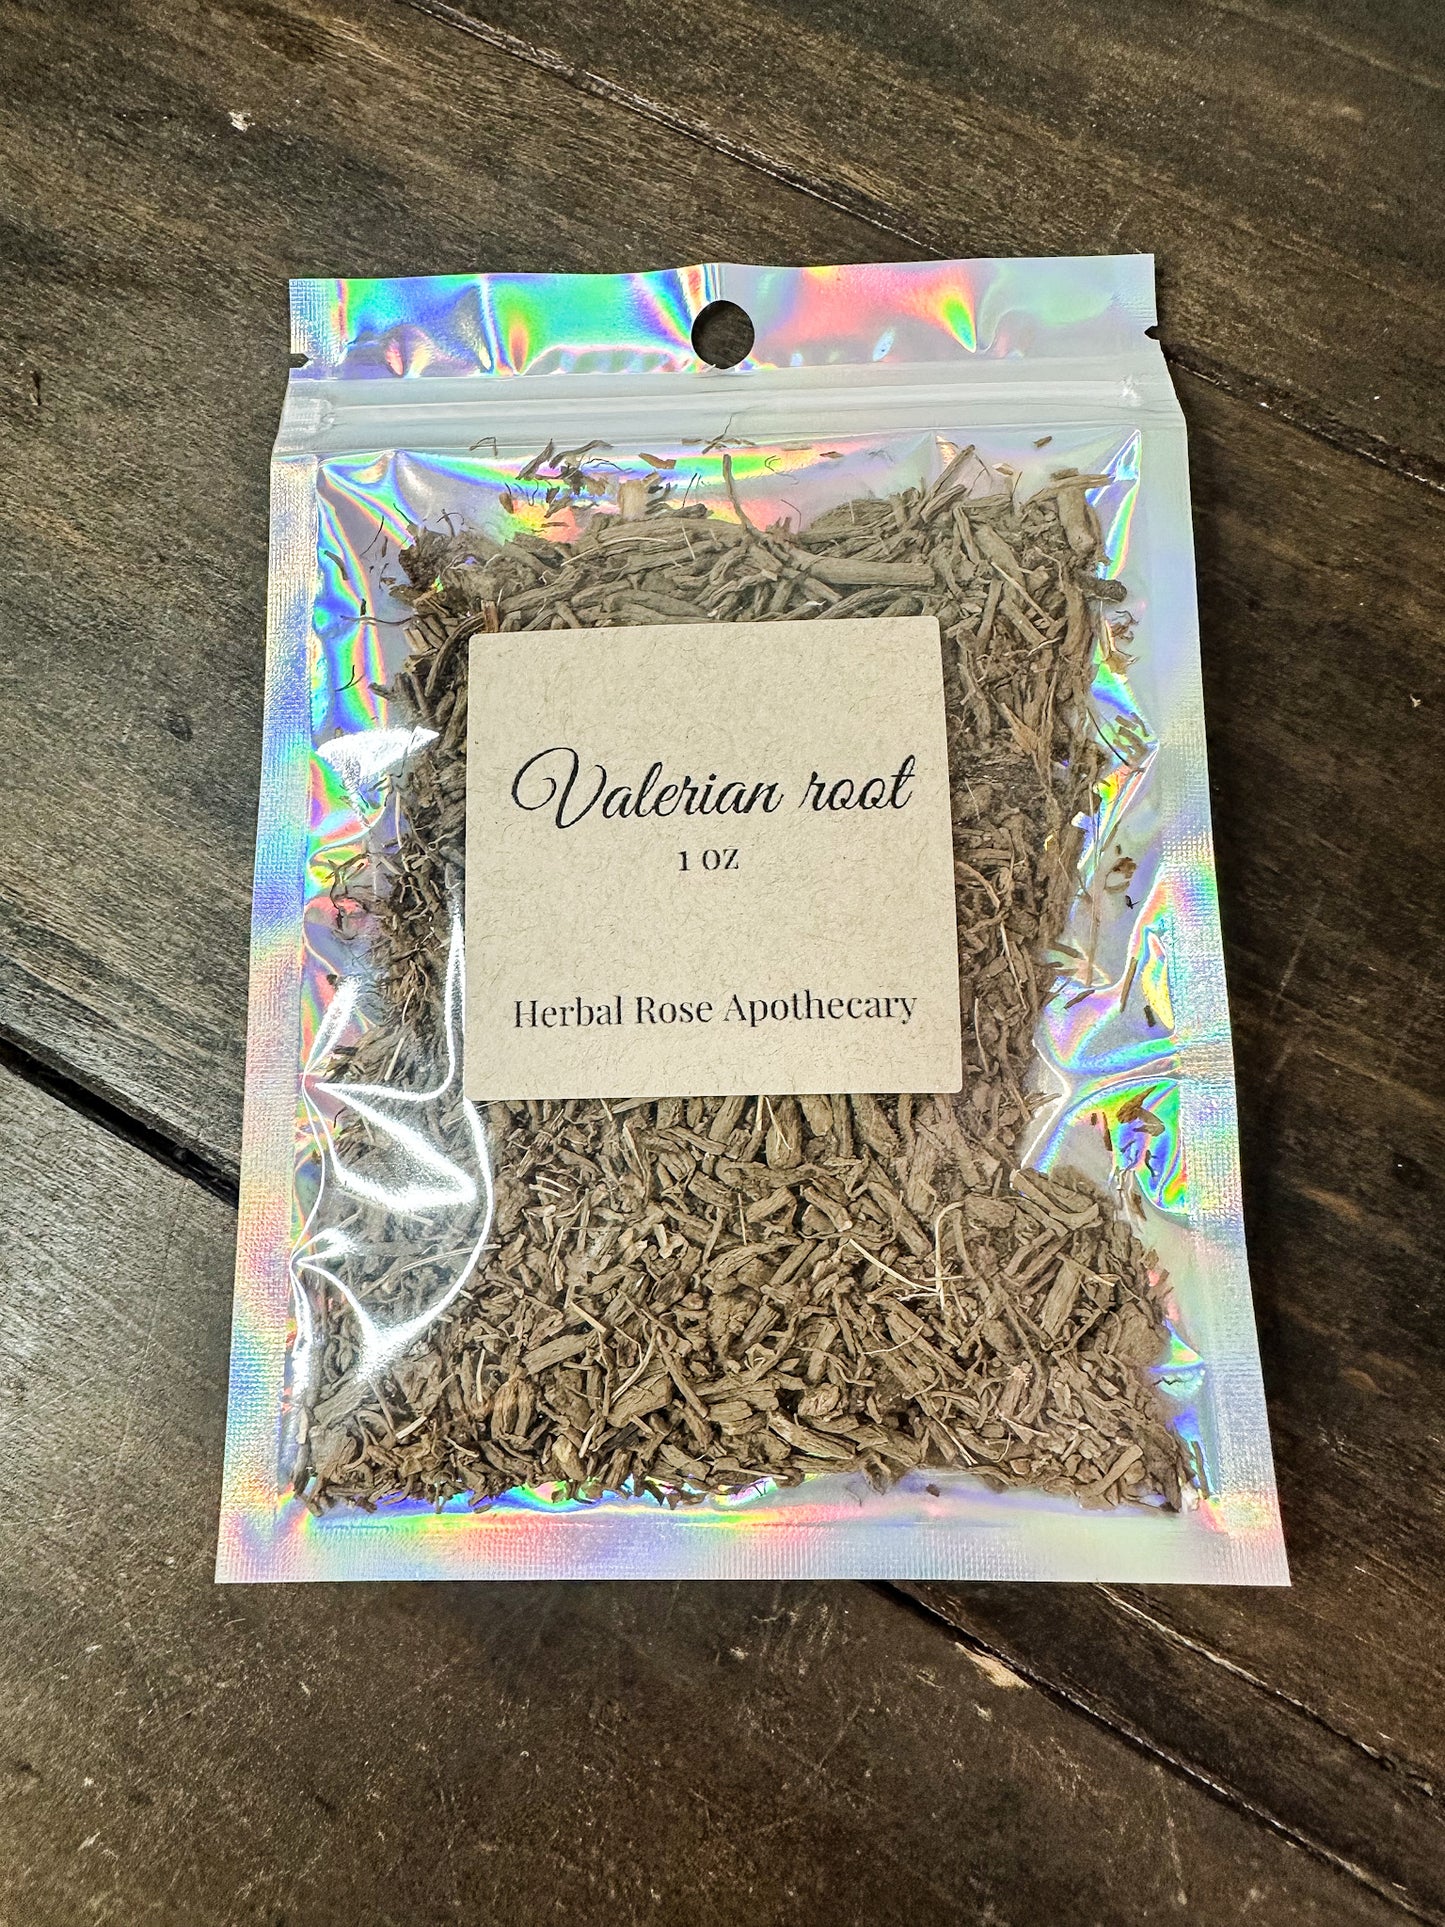 Valerian root
1 oz
Herbal Rose Apothecary